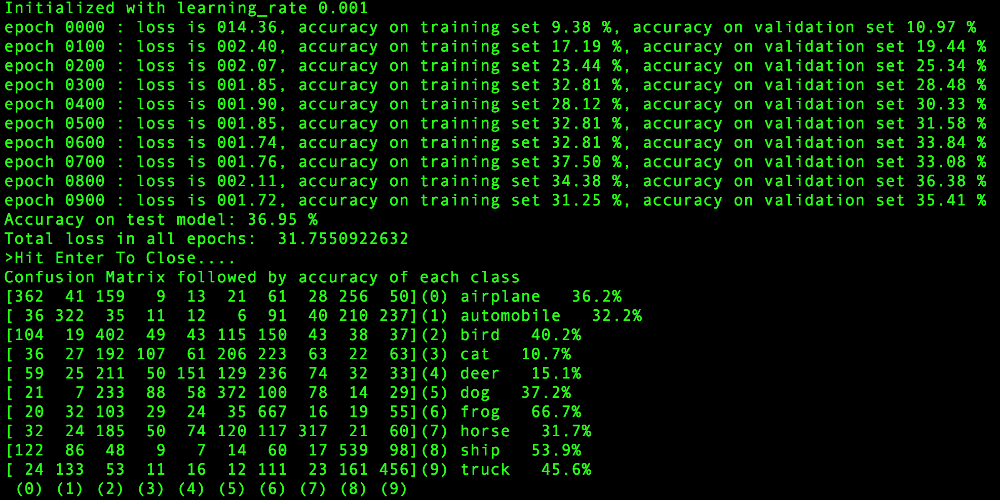 Initialized with learning_rate 0.001
epoch 0000 : loss is 014.36, accuracy on training set 9.38 %, accuracy on validation set 10.97 %
epoch 0100 : loss is 002.40, accuracy on training set 17.19 %, accuracy on validation set 19.44 %
epoch 0200 : loss is 002.07, accuracy on training set 23.44 %, accuracy on validation set 25.34 %
epoch 0300 : loss is 001.85, accuracy on training set 32.81 %, accuracy on validation set 28.48 %
epoch 0400 : loss is 001.90, accuracy on training set 28.12 %, accuracy on validation set 30.33 %
epoch 0500 : loss is 001.85, accuracy on training set 32.81 %, accuracy on validation set 31.58 %
epoch 0600 : loss is 001.74, accuracy on training set 32.81 %, accuracy on validation set 33.84 %
epoch 0700 : loss is 001.76, accuracy on training set 37.50 %, accuracy on validation set 33.08 %
epoch 0800 : loss is 002.11, accuracy on training set 34.38 %, accuracy on validation set 36.38 %
epoch 0900 : loss is 001.72, accuracy on training set 31.25 %, accuracy on validation set 35.41 %
Accuracy on test model: 36.95 %
Total loss in all epochs:  31.7550922632
>Hit Enter To Close....
Confusion Matrix followed by accuracy of each class
[362  41 159   9  13  21  61  28 256  50](0) airplane   36.2%
[ 36 322  35  11  12   6  91  40 210 237](1) automobile   32.2%
[104  19 402  49  43 115 150  43  38  37](2) bird   40.2%
[ 36  27 192 107  61 206 223  63  22  63](3) cat   10.7%
[ 59  25 211  50 151 129 236  74  32  33](4) deer   15.1%
[ 21   7 233  88  58 372 100  78  14  29](5) dog   37.2%
[ 20  32 103  29  24  35 667  16  19  55](6) frog   66.7%
[ 32  24 185  50  74 120 117 317  21  60](7) horse   31.7%
[122  86  48   9   7  14  60  17 539  98](8) ship   53.9%
[ 24 133  53  11  16  12 111  23 161 456](9) truck   45.6%
 (0) (1) (2) (3) (4) (5) (6) (7) (8) (9)